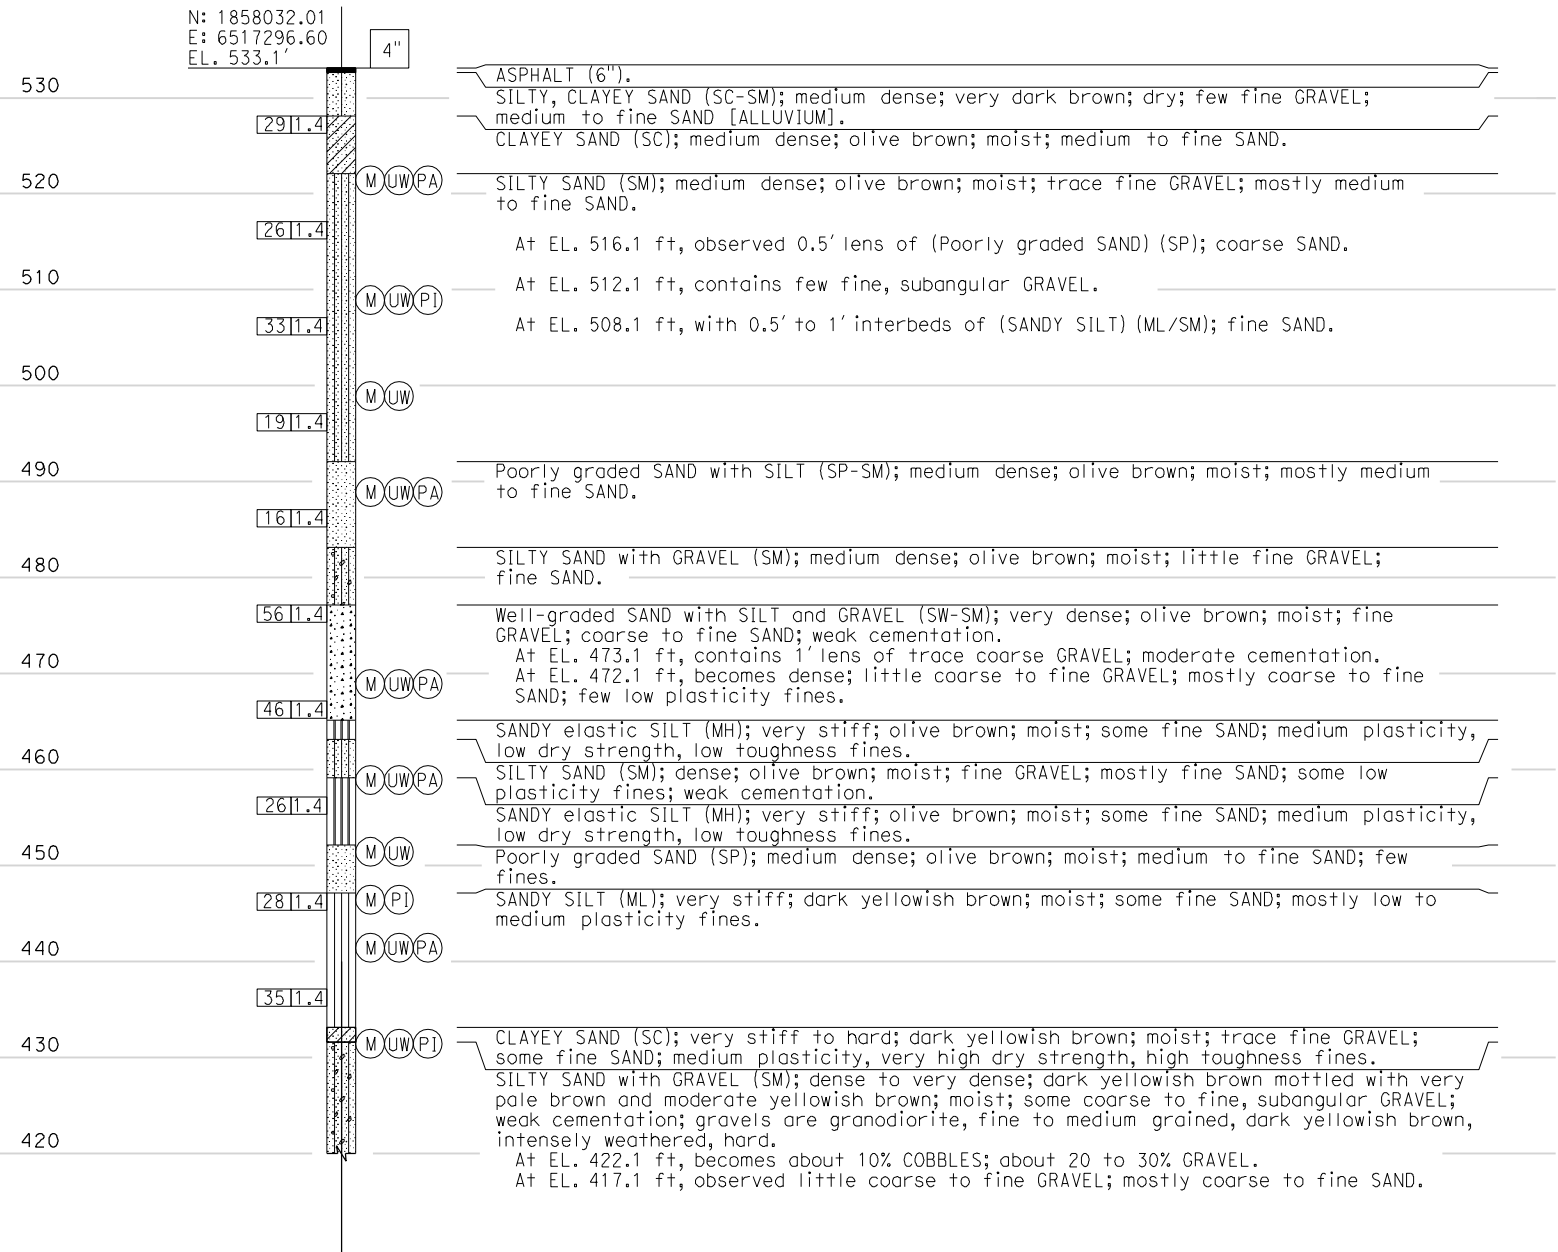 N: 1858032.01
E: 6517296.60
EL. 533.1'
4"
530
ASPHALT (6").
SILTY, CLAYEY SAND (SC-SM); medium dense; very dark brown; dry; few fine GRAVEL;
medium to fine SAND [ALLUVIUM].
29 1.4
CLAYEY SAND (SC); medium dense; olive brown; moist; medium to fine SAND.
520
M UW PA
SILTY SAND (SM); medium dense; olive brown; moist; trace fine GRAVEL; mostly medium
to fine SAND.
26 1.4
At EL. 516.1 ft, observed 0.5' lens of (Poorly graded SAND) (SP); coarse SAND.
510
At EL. 512.1 ft, contains few fine, subangular GRAVEL.
M UW PI
33 1.4
At EL. 508.1 ft, with 0.5' to 1' interbeds of (SANDY SILT) (ML/SM); fine SAND.
500
M UW
19 1.4
490
Poorly graded SAND with SILT (SP-SM); medium dense; olive brown; moist; mostly medium
to fine SAND.
M UW PA
16 1.4
480
SILTY SAND with GRAVEL (SM); medium dense; olive brown; moist; little fine GRAVEL;
fine SAND.
56 1.4
Well-graded SAND with SILT and GRAVEL (SW-SM); very dense; olive brown; moist; fine
GRAVEL; coarse to fine SAND; weak cementation.
470
At EL. 473.1 ft, contains 1' lens of trace coarse GRAVEL; moderate cementation.
At EL. 472.1 ft, becomes dense; little coarse to fine GRAVEL; mostly coarse to fine
SAND; few low plasticity fines.
M UW PA
46 1.4
SANDY elastic SILT (MH); very stiff; olive brown; moist; some fine SAND; medium plasticity,
low dry strength, low toughness fines.
460
SILTY SAND (SM); dense; olive brown; moist; fine GRAVEL; mostly fine SAND; some low
plasticity fines; weak cementation.
M UW PA
26 1.4
SANDY elastic SILT (MH); very stiff; olive brown; moist; some fine SAND; medium plasticity,
low dry strength, low toughness fines.
450
M UW
Poorly graded SAND (SP); medium dense; olive brown; moist; medium to fine SAND; few
fines.
28 1.4
M PI
SANDY SILT (ML); very stiff; dark yellowish brown; moist; some fine SAND; mostly low to
medium plasticity fines.
440
M UW PA
35 1.4
430
M UW PI
CLAYEY SAND (SC); very stiff to hard; dark yellowish brown; moist; trace fine GRAVEL;
some fine SAND; medium plasticity, very high dry strength, high toughness fines.
SILTY SAND with GRAVEL (SM); dense to very dense; dark yellowish brown mottled with very
pale brown and moderate yellowish brown; moist; some coarse to fine, subangular GRAVEL;
weak cementation; gravels are granodiorite, fine to medium grained, dark yellowish brown,
intensely weathered, hard.
420
At EL. 422.1 ft, becomes about 10% COBBLES; about 20 to 30% GRAVEL.
At EL. 417.1 ft, observed little coarse to fine GRAVEL; mostly coarse to fine SAND.